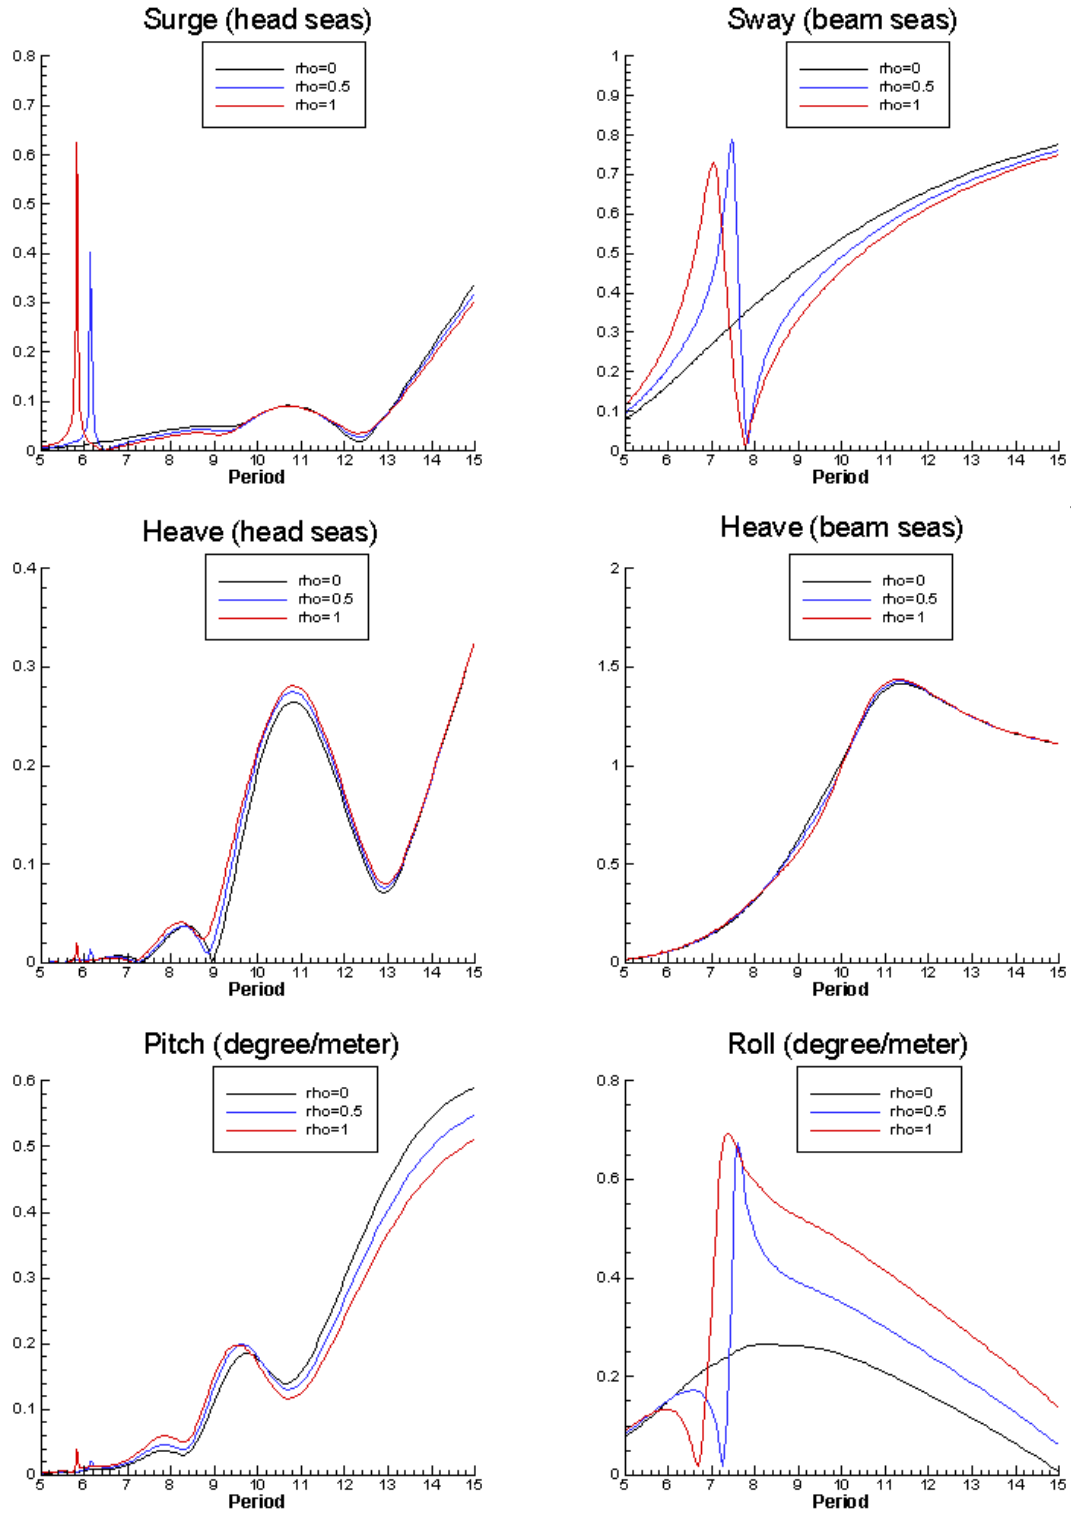 Surge (head seas)
rho=0
rho=0.5
rho=1
0.8
0.7
0.6
0.5
0.4
0.3
0.2
0.1
0
5 6 7 8 9 10 11 12 13 14 15
Period
Sway (beam seas)
rho=0
rho=0.5
rho=1
1
0.9
0.8
0.7
0.6
0.5
0.4
0.3
0.2
0.1
0
5 6 7 8 9 10 11 12 13 14 15
Period
Heave (head seas)
rho=0
rho=0.5
rho=1
0.4
0.3
0.2
0.1
0
5 6 7 8 9 10 11 12 13 14 15
Period
Heave (beam seas)
rho=0
rho=0.5
rho=1
2
1.5
1
0.5
0
5 6 7 8 9 10 11 12 13 14 15
Period
Pitch (degree/meter)
rho=0
rho=0.5
rho=1
0.6
0.5
0.4
0.3
0.2
0.1
0
5 6 7 8 9 10 11 12 13 14 15
Period
Roll (degree/meter)
rho=0
rho=0.5
rho=1
0.8
0.6
0.4
0.2
0
5 6 7 8 9 10 11 12 13 14 15
Period